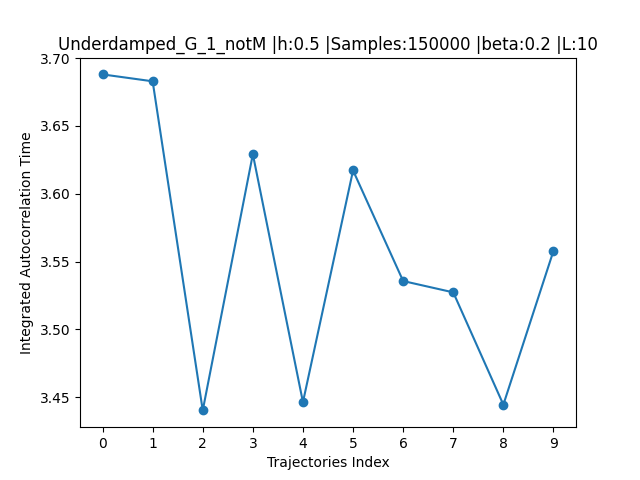 Underdamped_G_1_notM |h:0.5 |Samples:150000 |beta:0.2 |L:10
3.70
3.65
3.60
3.55
3.50
3.45
Integrated Autocorrelation Time
0 1 2 3 4 5 6 7 8 9
Trajectories Index